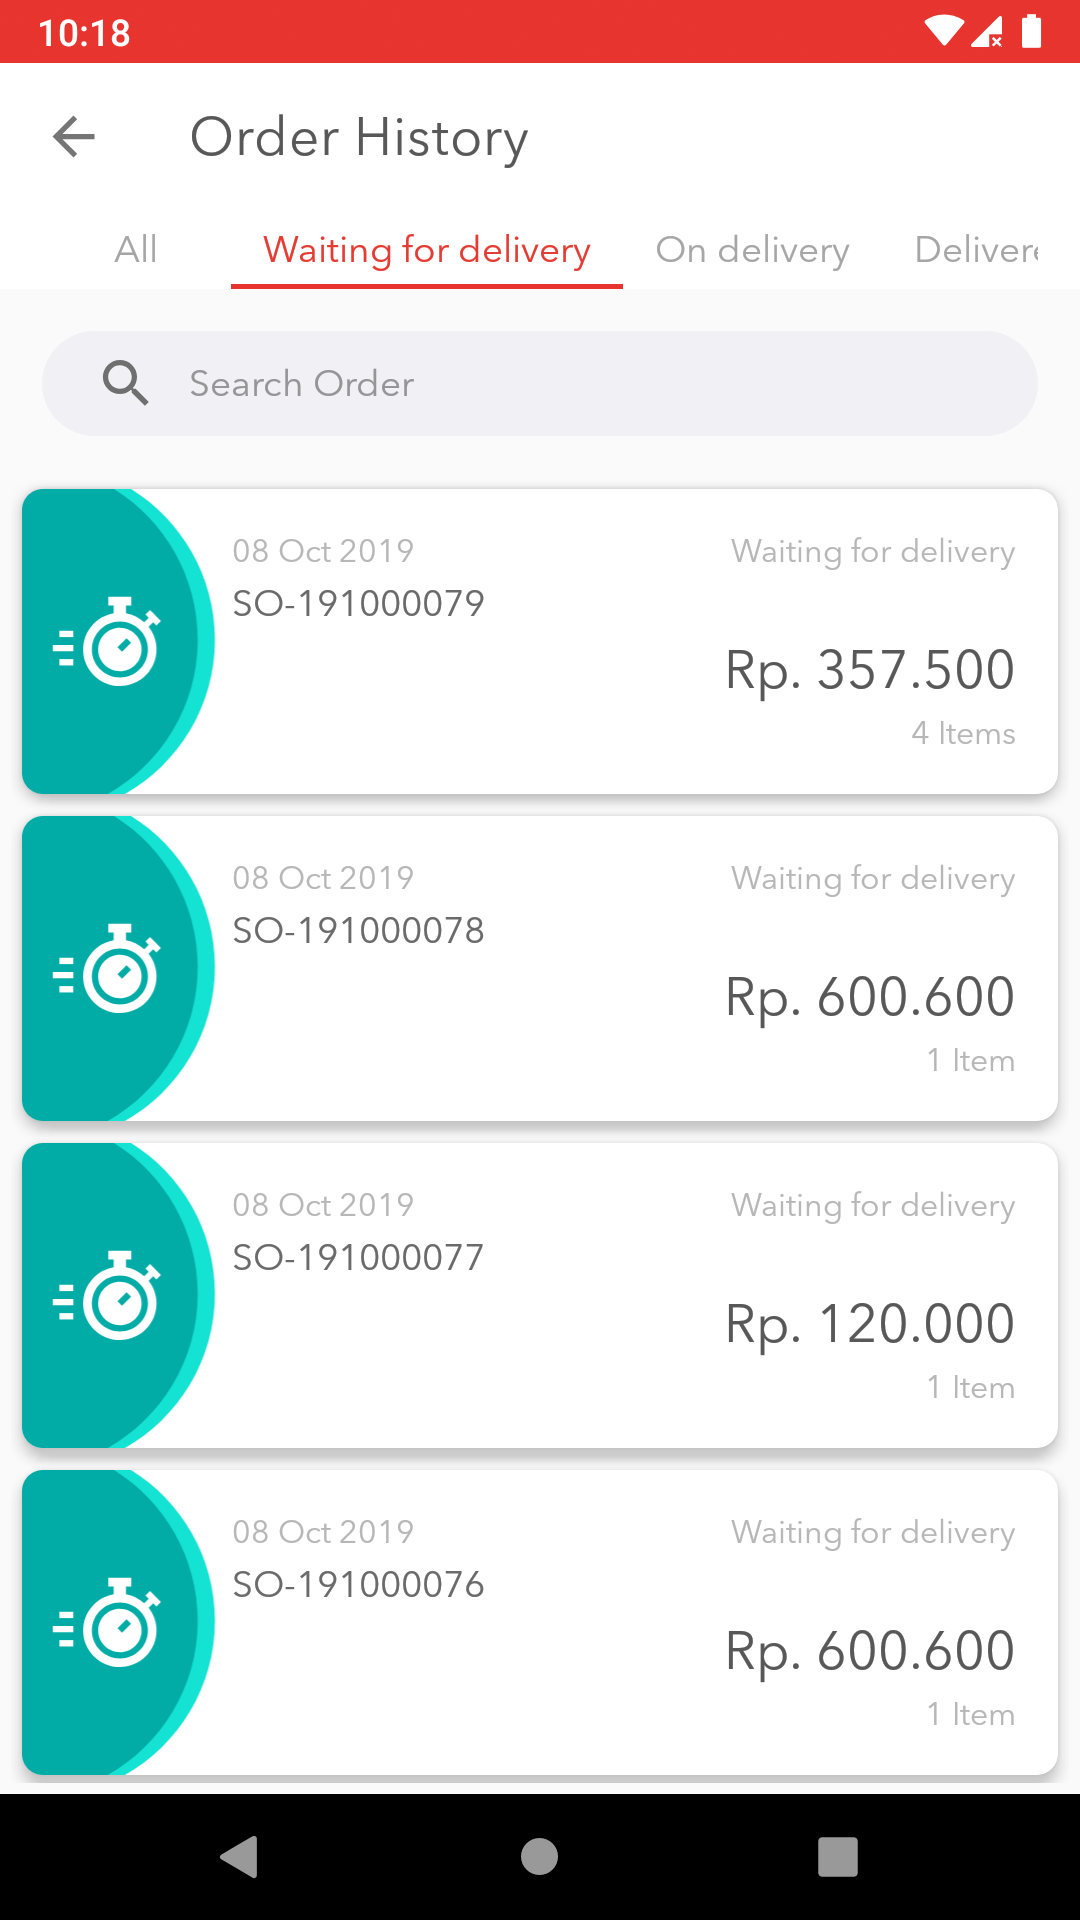 10:18
Order History
All Waiting for delivery On delivery Delivere
Search Order
08 Oct 2019 Waiting for delivery
SO-191000079
Rp. 357.500
4 Items
08 Oct 2019 Waiting for delivery
SO-191000078
Rp. 600.600
1 Item
08 Oct 2019 Waiting for delivery
SO-191000077
Rp. 120.000
1 Item
08 Oct 2019 Waiting for delivery
SO-191000076
Rp. 600.600
1 Item